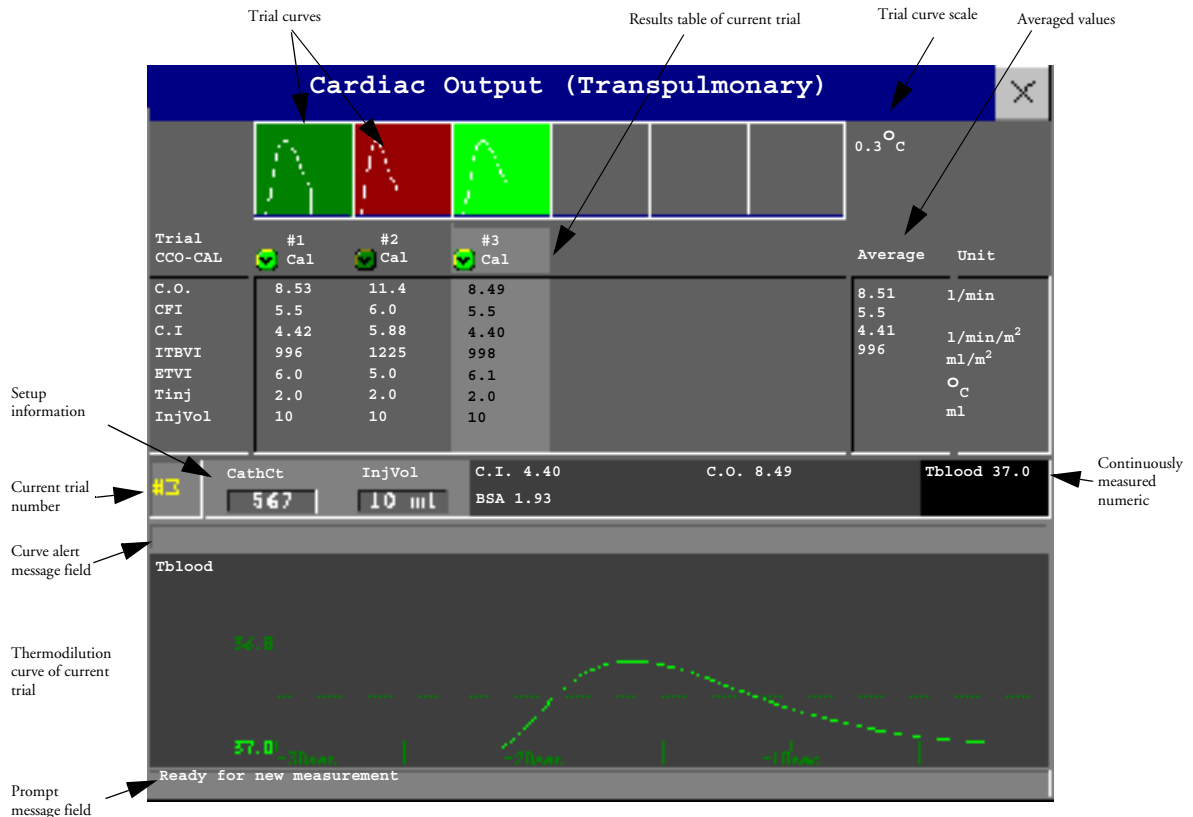 Trial curves
Results table of current trial
Trial curve scale
Averaged values
Cardiac Output (Transpulmonary)
0.3 °C
Trial #1 #2 #3
CCO-CAL Cal Cal Cal Average Unit
C.O. 8.53 11.4 8.49 8.51 l/min
CFI 5.5 6.0 5.5 5.5
C.I 4.42 5.88 4.40 4.41 l/min/m²
ITBVI 996 1225 998 996 ml/m²
ETVI 6.0 5.0 6.1
Tinj 2.0 2.0 2.0 °C
InjVol 10 10 10 ml
Setup
information
CathCt InjVol C.I. 4.40 C.O. 8.49 Tblood 37.0
#3 567 10 ml BSA 1.93
Current trial
number
Continuously
measured
numeric
Curve alert
message field
Tblood
36.8
Thermodilution
curve of current
trial
37.0
-30sec -20sec -10sec
Ready for new measurement
Prompt
message field